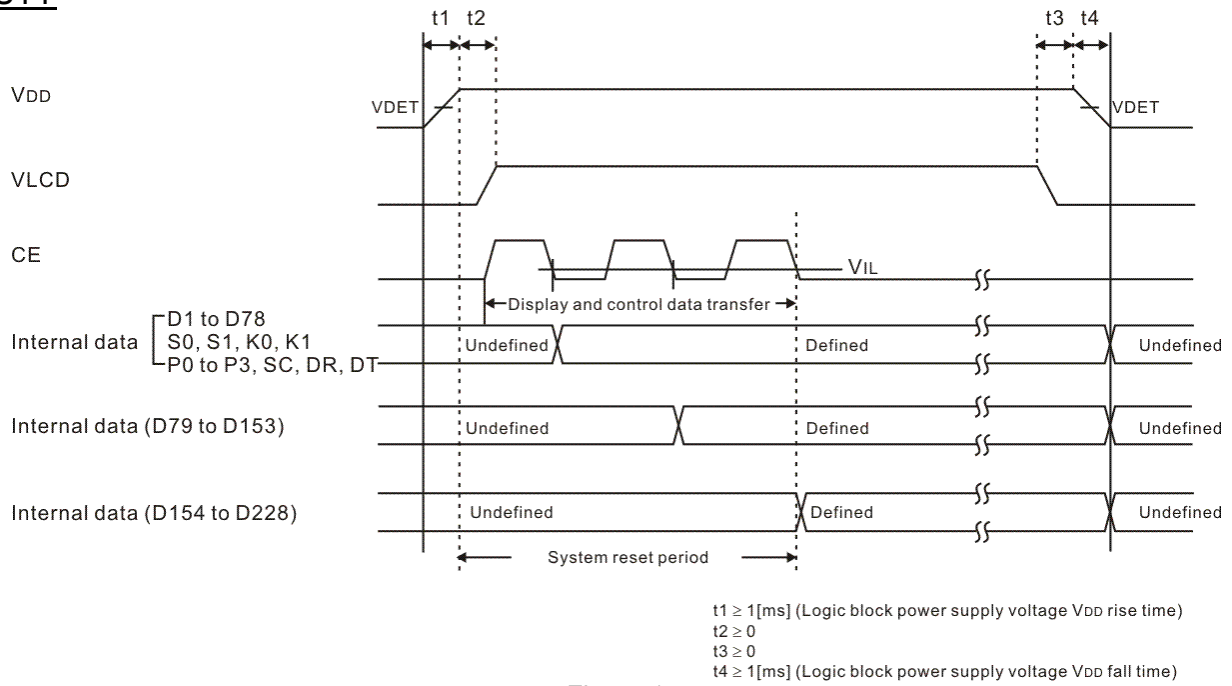 t1 t2 t3 t4
VDD
VDET VDET
VLCD
CE
VIL
Display and control data transfer
Internal data D1 to D78
S0, S1, K0, K1
P0 to P3, SC, DR, DT
Undefined Defined Undefined
Internal data (D79 to D153)
Undefined Defined Undefined
Internal data (D154 to D228)
Undefined Defined Undefined
System reset period
t1 ≥ 1[ms] (Logic block power supply voltage VDD rise time)
t2 ≥ 0
t3 ≥ 0
t4 ≥ 1[ms] (Logic block power supply voltage VDD fall time)